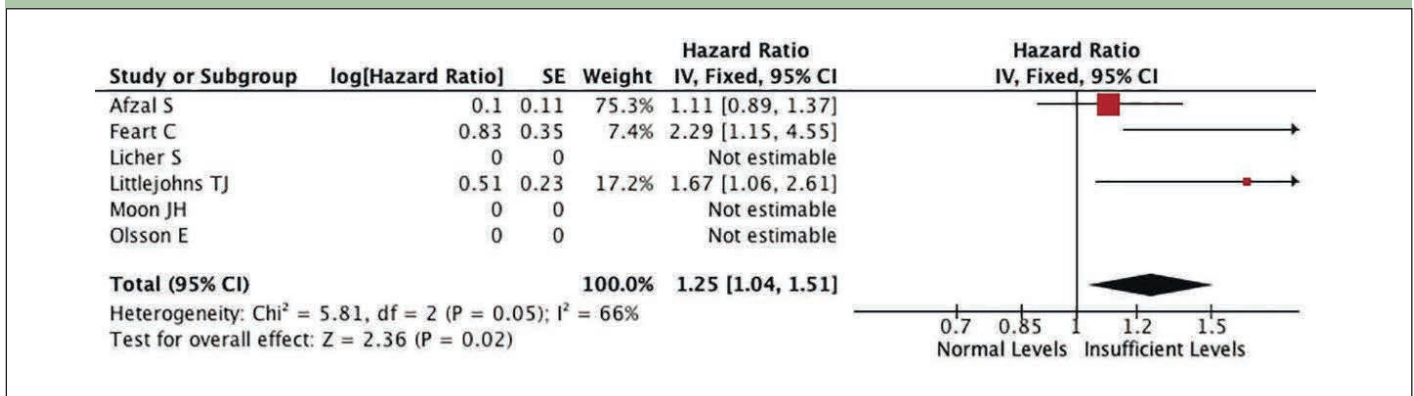 Hazard Ratio Hazard Ratio
Study or Subgroup log[Hazard Ratio] SE Weight IV, Fixed, 95% CI IV, Fixed, 95% CI
Afzal S 0.1 0.11 75.3% 1.11 [0.89, 1.37]
Feart C 0.83 0.35 7.4% 2.29 [1.15, 4.55]
Licher S 0 0 Not estimable
Littlejohns TJ 0.51 0.23 17.2% 1.67 [1.06, 2.61]
Moon JH 0 0 Not estimable
Olsson E 0 0 Not estimable
Total (95% CI) 100.0% 1.25 [1.04, 1.51]
Heterogeneity: Chi² = 5.81, df = 2 (P = 0.05); I² = 66%
Test for overall effect: Z = 2.36 (P = 0.02)
0.7 0.85 1 1.2 1.5
Normal Levels Insufficient Levels